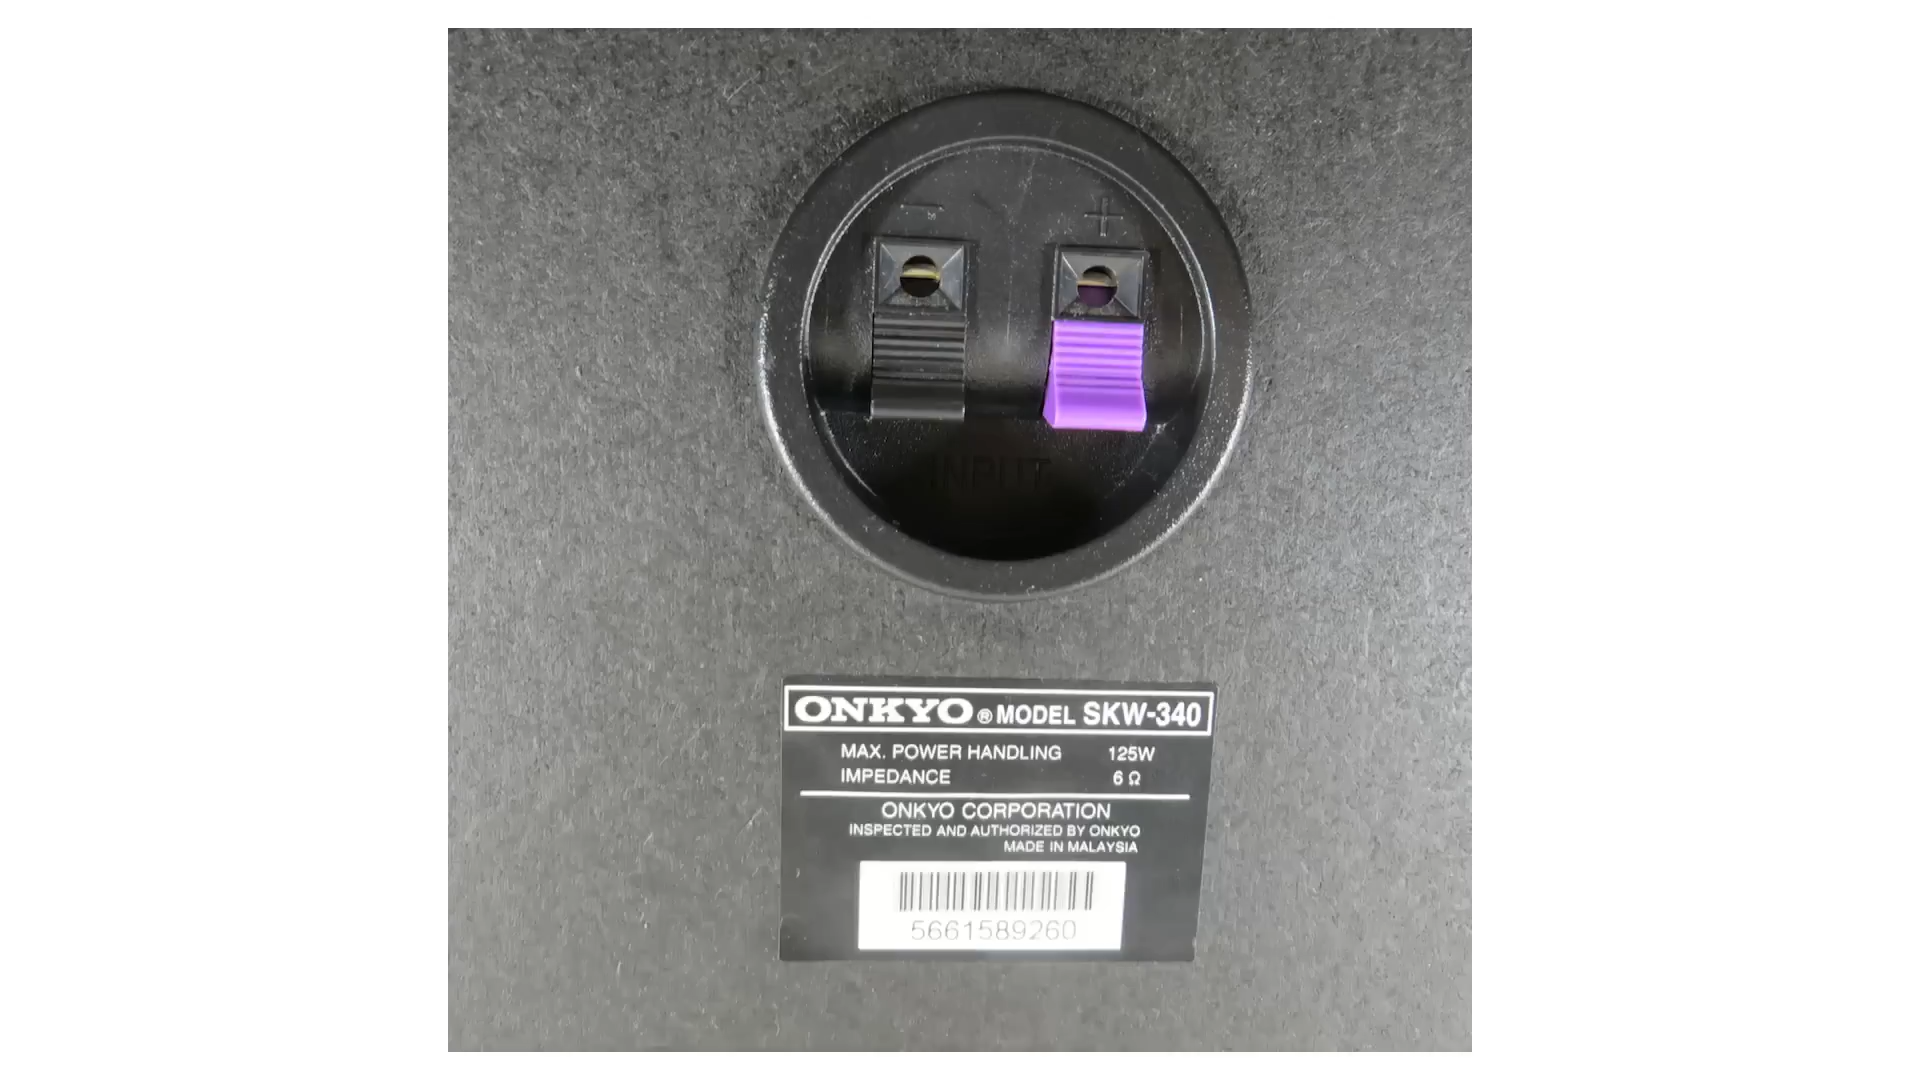 - +
INPUT
ONKYO® MODEL SKW-340
MAX. POWER HANDLING 125W
IMPEDANCE 6 Ω
ONKYO CORPORATION
INSPECTED AND AUTHORIZED BY ONKYO
MADE IN MALAYSIA
5661589260